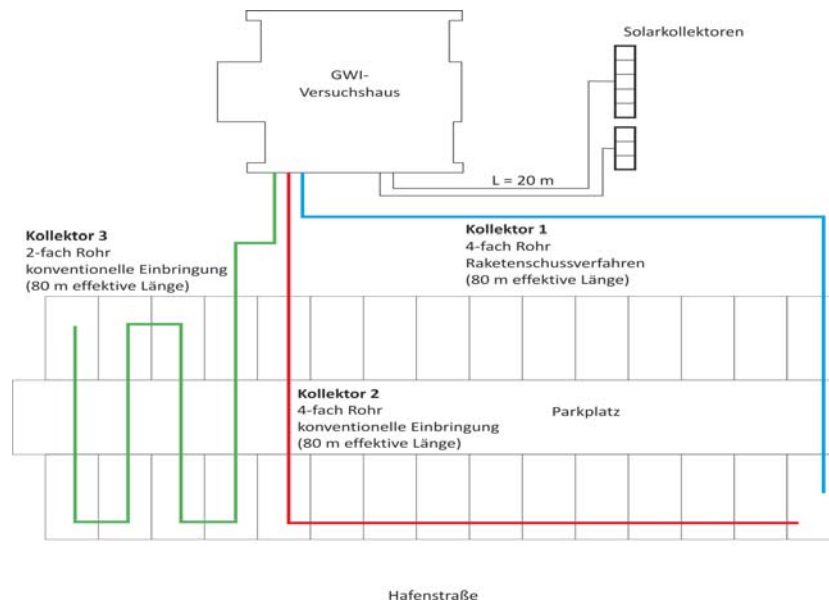 Solarkollektoren
GWI-
Versuchshaus
L = 20 m
Kollektor 3
2-fach Rohr
konventionelle Einbringung
(80 m effektive Länge)
Kollektor 1
4-fach Rohr
Raketenschussverfahren
(80 m effektive Länge)
Kollektor 2
4-fach Rohr
konventionelle Einbringung
(80 m effektive Länge)
Parkplatz
Hafenstraße